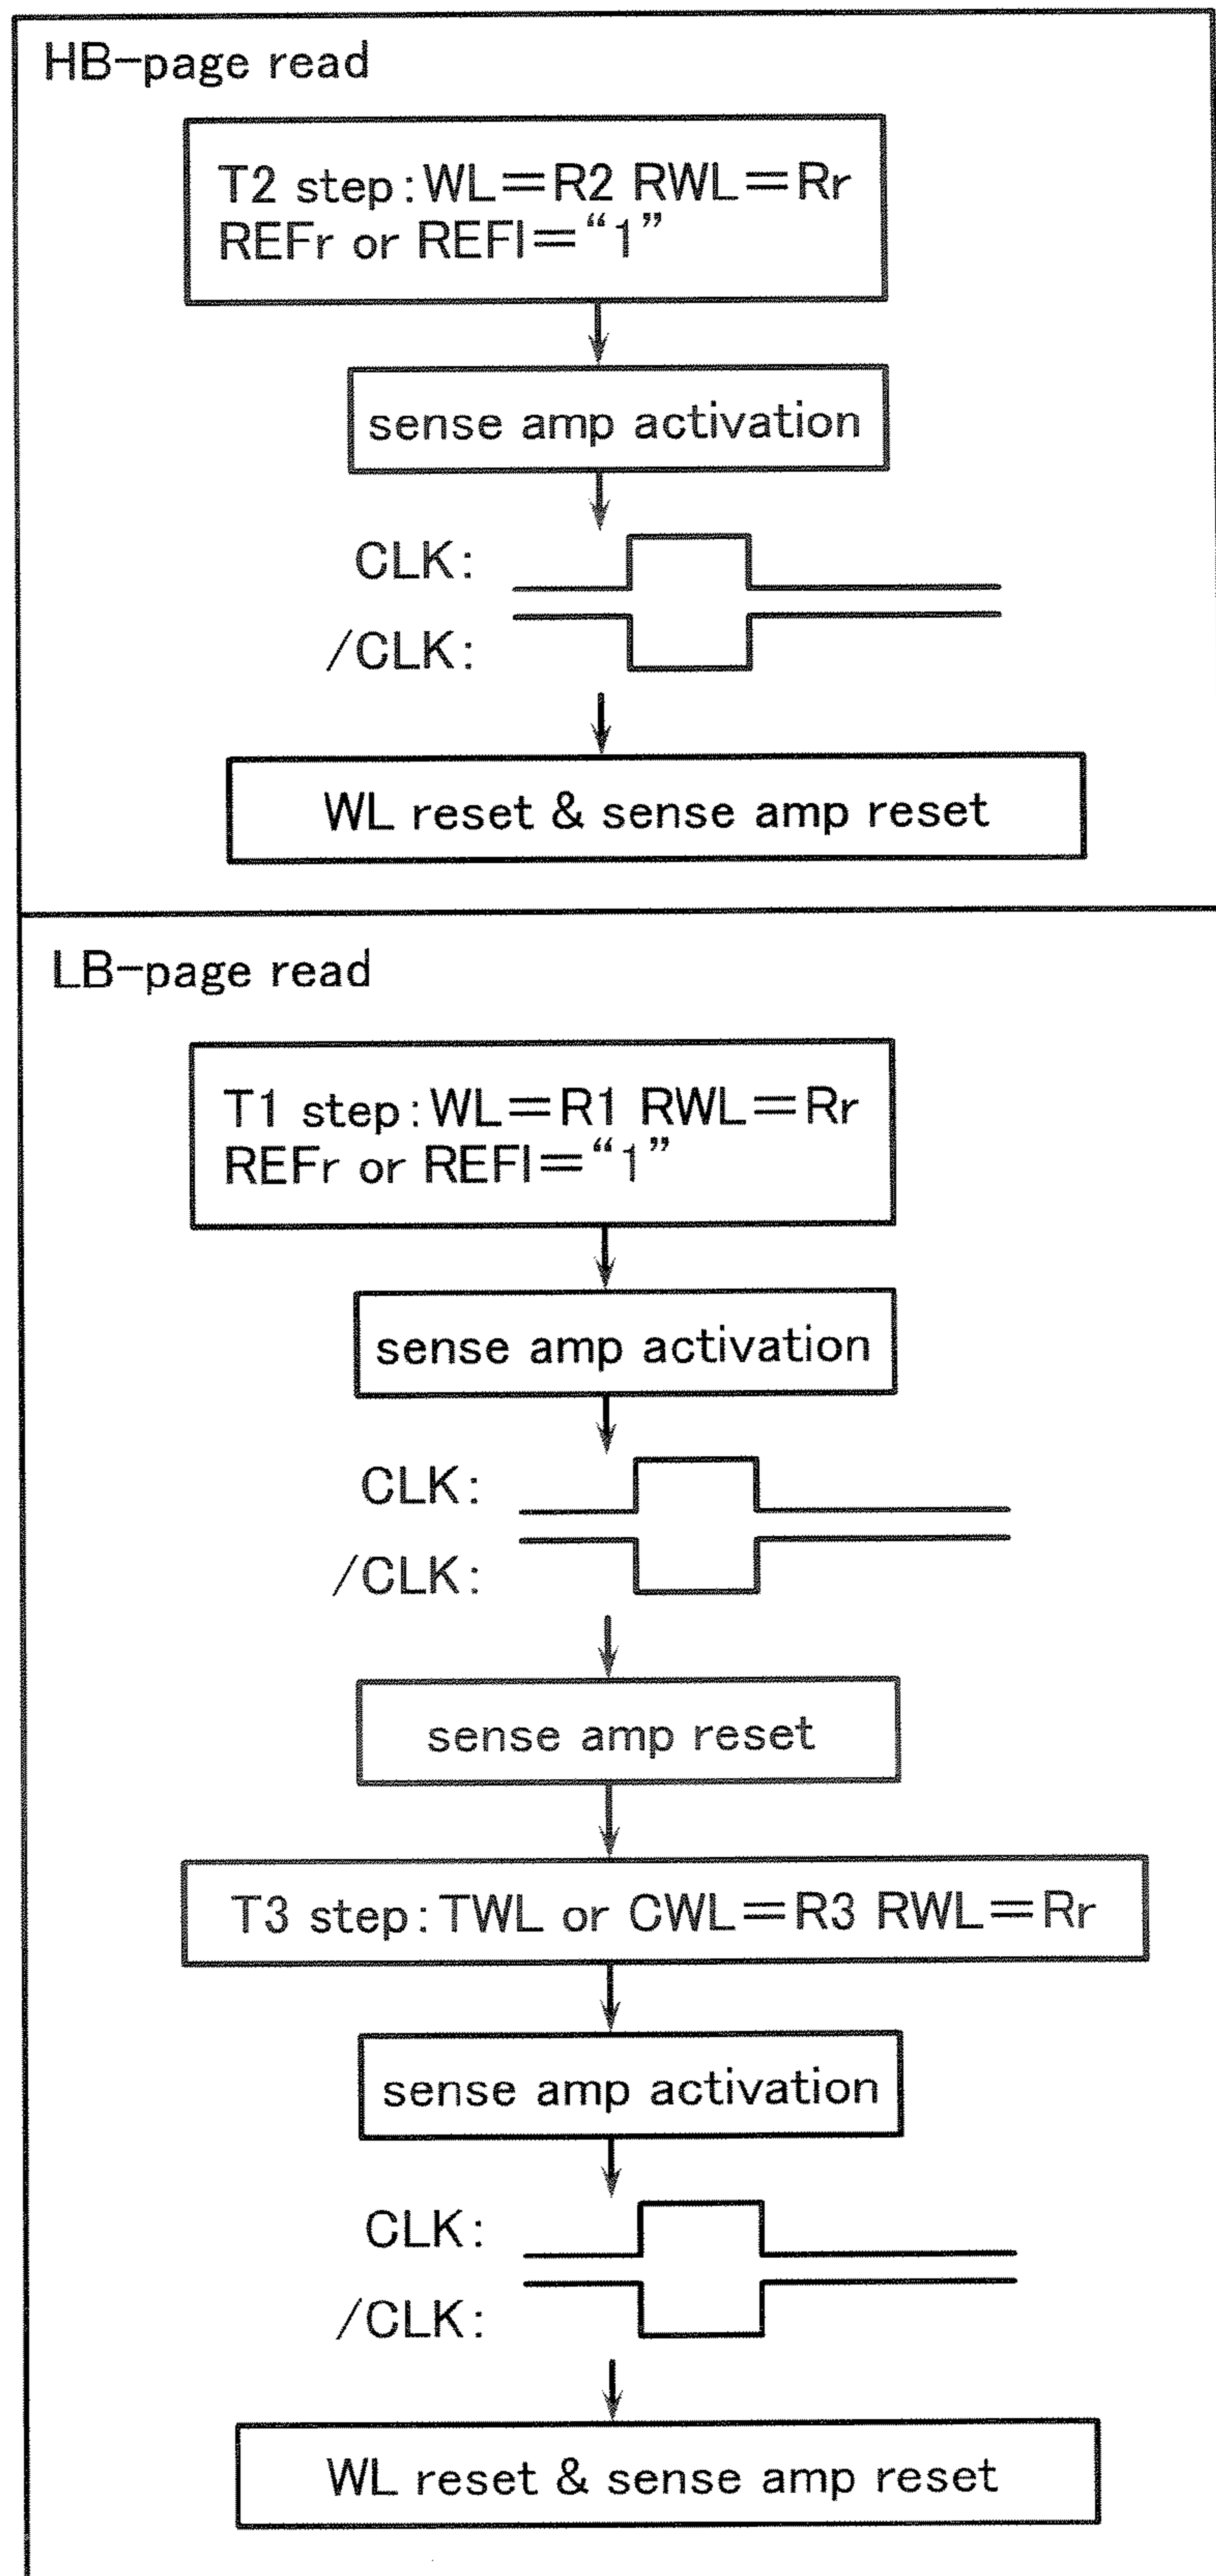 HB-page read
T2 step:WL=R2 RWL=Rr
REFr or REFl=“1”
sense amp activation
CLK:
/CLK:
WL reset & sense amp reset
LB-page read
T1 step:WL=R1 RWL=Rr
REFr or REFl=“1”
sense amp activation
CLK:
/CLK:
sense amp reset
T3 step:TWL or CWL=R3 RWL=Rr
sense amp activation
CLK:
/CLK:
WL reset & sense amp reset